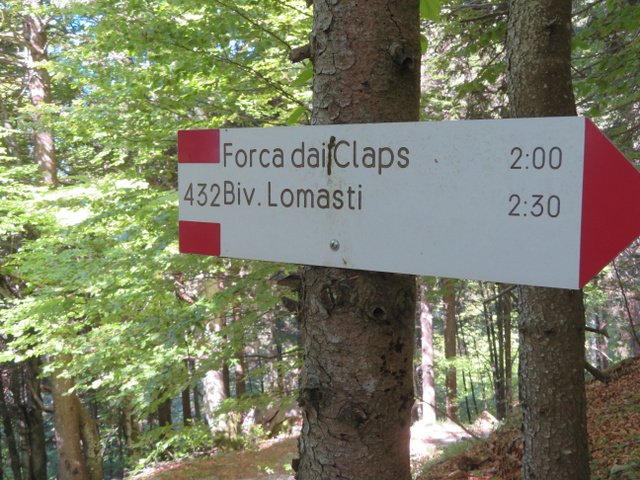 Forca dai Claps 2:00
432 Biv. Lomasti 2:30